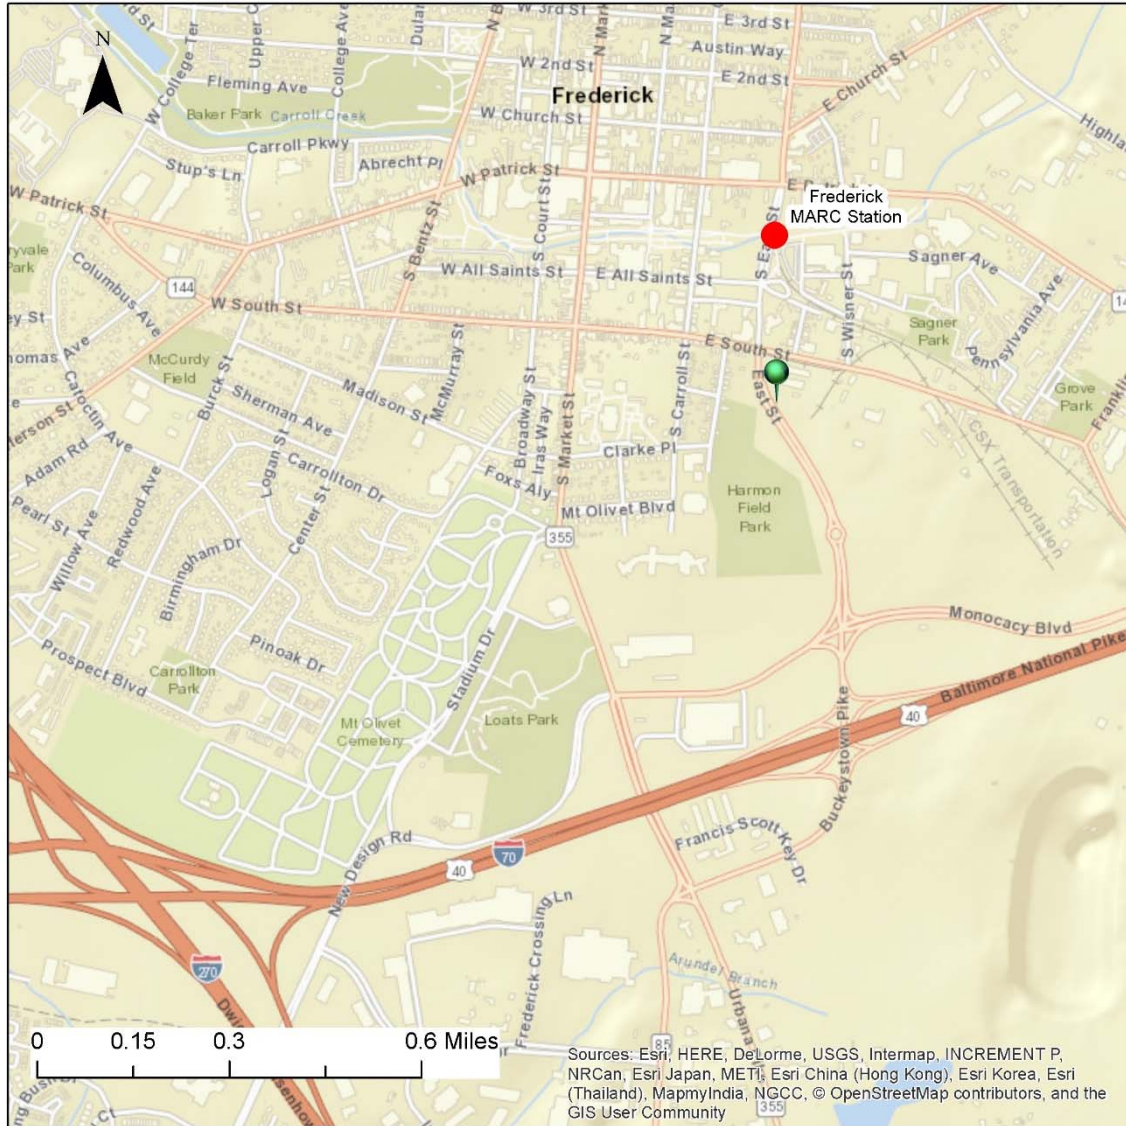 W 3rd St
E 3rd St
Austin Way
W 2nd St
E 2nd St
E Church St
Frederick
N
W College Ter
College Ave
Fleming Ave
Baker Park
Carroll Creek
W Church St
Carroll Pkwy
Abrecht Pl
Stup's Ln
W Patrick St
W Patrick St
Frederick
MARC Station
S Bentz St
S Court St
W All Saints St
E All Saints St
Sagner Ave
S Wisner St
Columbus Ave
144
W South St
E South St
Sagner
Park
Pennsylvania Ave
McCurdy
Field
Burck St
Madison St
McMurray St
Sherman Ave
Broadway St
Iras Way
S Market St
S Carroll St
East St
Grove
Park
Catoctin Ave
Adam Rd
Logan St
Carrollton Dr
Foxs Aly
Clarke Pl
Mt Olivet Blvd
355
Harmon
Field
Park
CSX Transportation
Pearl St
Willow Ave
Redwood Ave
Center St
Birmingham Dr
Pinoak Dr
Prospect Blvd
Carrollton
Park
Stadium Dr
Mt Olivet
Cemetery
Loats Park
Monocacy Blvd
Baltimore National Pike
40
Buckeystown Pike
Francis Scott Key Dr
70
40
New Design Rd
Frederick Crossing Ln
270
Arundel Branch
85
355
0 0.15 0.3 0.6 Miles
Sources: Esri, HERE, DeLorme, USGS, Intermap, INCREMENT P,
NRCan, Esri Japan, METI, Esri China (Hong Kong), Esri Korea, Esri
(Thailand), MapmyIndia, NGCC, © OpenStreetMap contributors, and the
GIS User Community